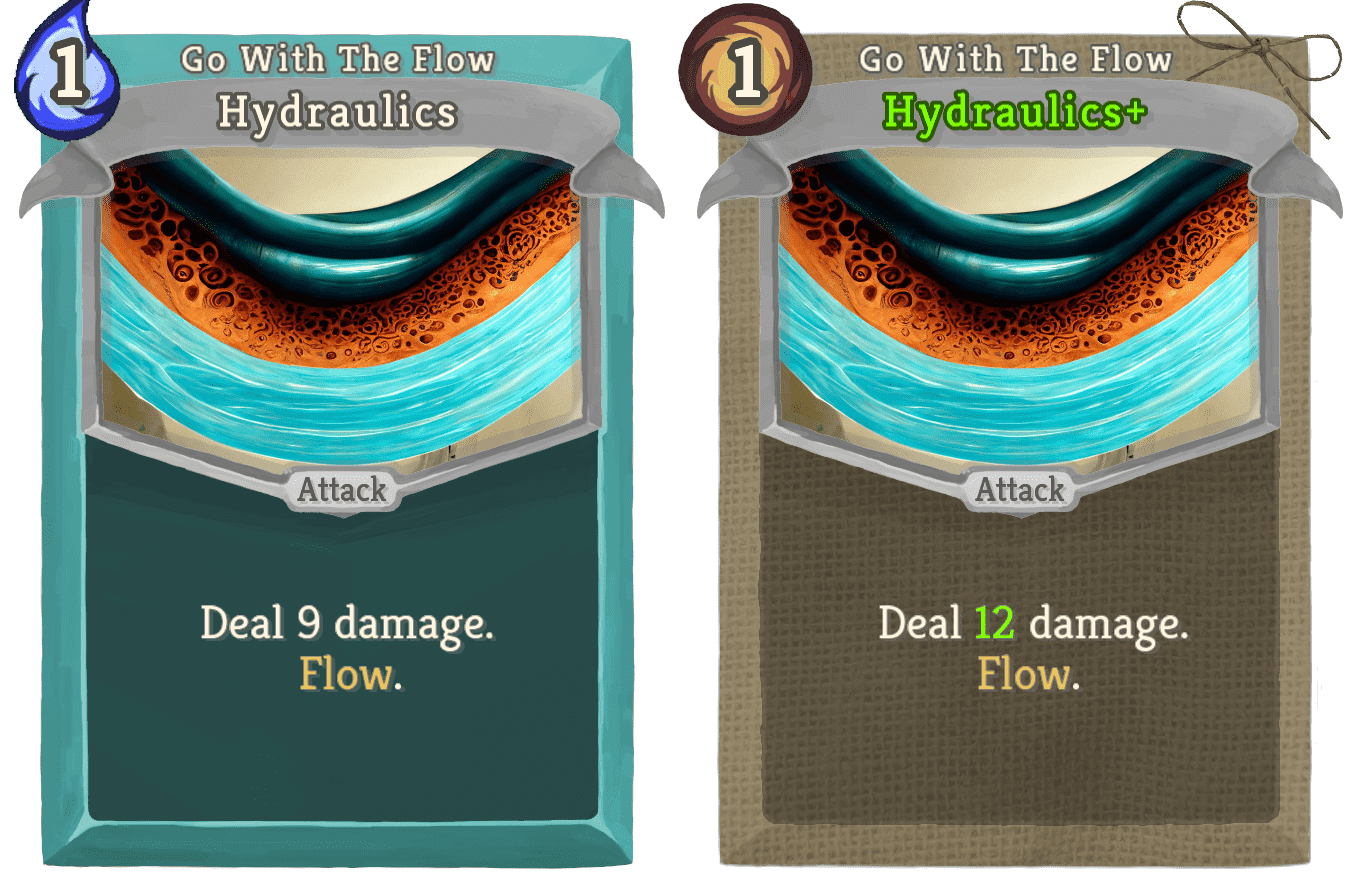 1
Go With The Flow
Hydraulics
Attack
Deal 9 damage.
Flow.
1
Go With The Flow
Hydraulics+
Attack
Deal 12 damage.
Flow.